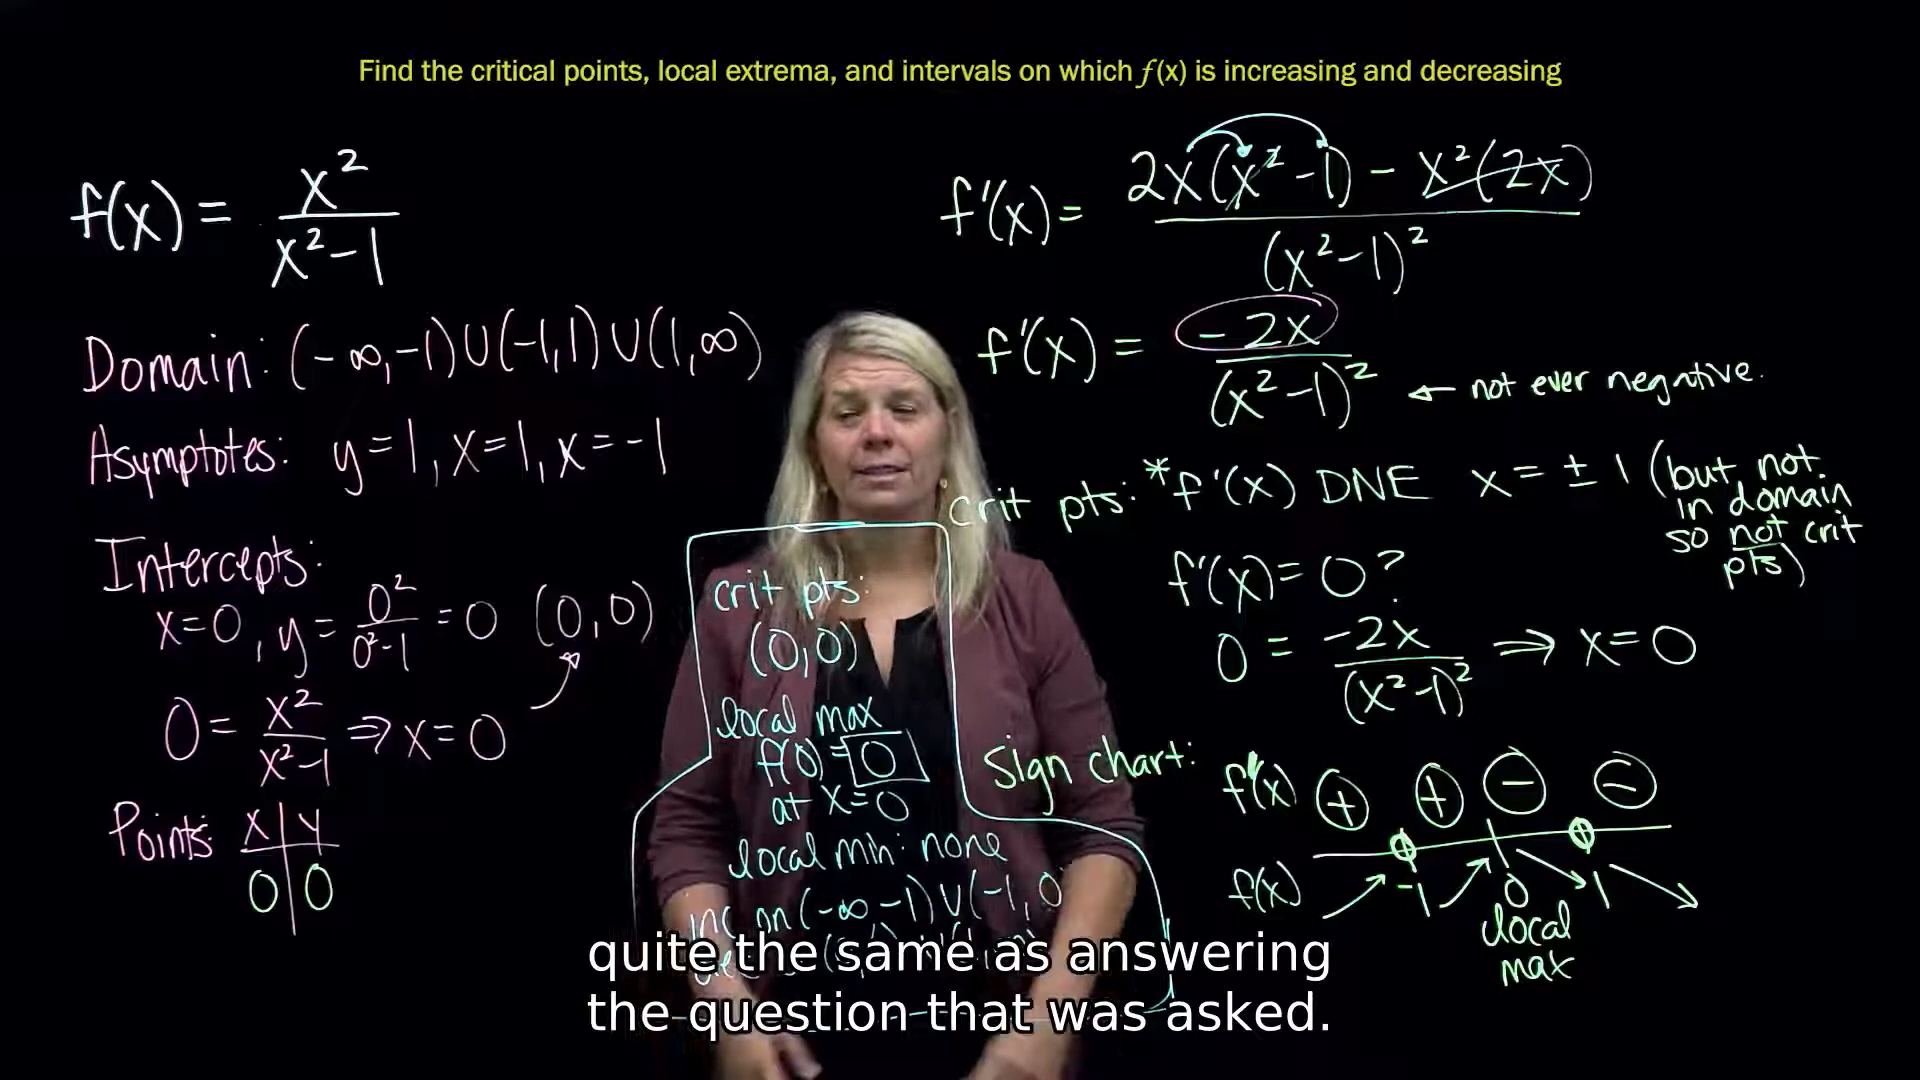 Find the critical points, local extrema, and intervals on which f(x) is increasing and decreasing
f(x) = x² / (x²-1)
Domain: (-∞,-1)∪(-1,1)∪(1,∞)
Asymptotes: y=1, x=1, x=-1
Intercepts:
x=0, y= 0²/(0²-1) = 0 (0,0)
0 = x²/(x²-1) ⇒ x=0
Points: x | y
0 | 0
crit pts:
(0,0)
local max
f(0) = 0
at x=0
local min: none
inc on (-∞,-1)∪(-1,0
f'(x) = (2x(x²-1) - x²(2x)) / (x²-1)²
f'(x) = -2x / (x²-1)² ← not ever negative.
crit pts: *f'(x) DNE x = ±1 (but not
in domain
so not crit
pts)
f'(x) = 0?
0 = -2x / (x²-1)² ⇒ x=0
Sign chart: f'(x) + + - -
f(x) -1 0 1
local
max
quite the same as answering
the question that was asked.